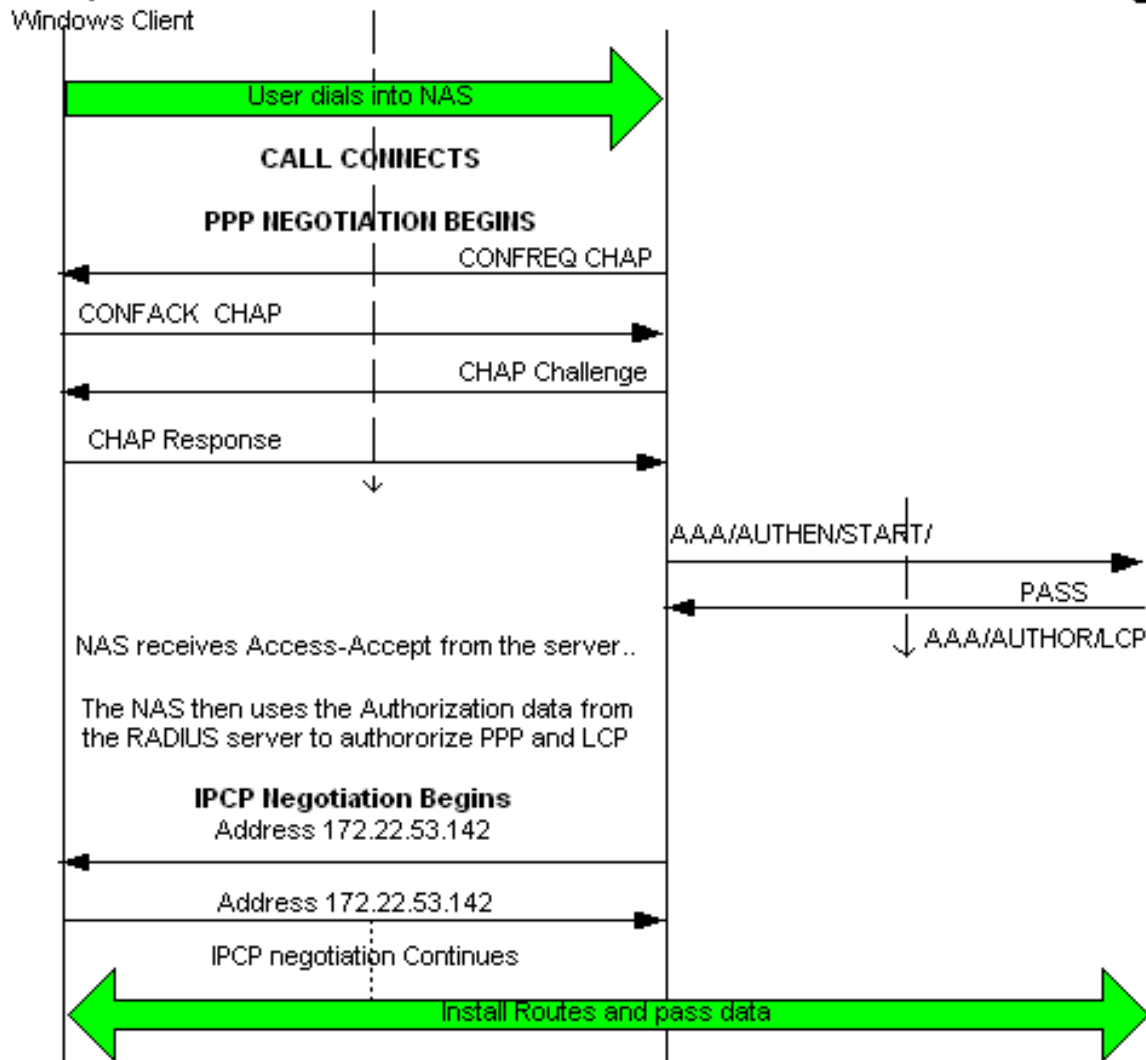 Windows Client
User dials into NAS
CALL CONNECTS
PPP NEGOTIATION BEGINS
CONFREQ CHAP
CONFACK CHAP
CHAP Challenge
CHAP Response
AAA/AUTHEN/START/
PASS
AAA/AUTHOR/LCP
NAS receives Access-Accept from the server..
The NAS then uses the Authorization data from
the RADIUS server to authororize PPP and LCP
IPCP Negotiation Begins
Address 172.22.53.142
Address 172.22.53.142
IPCP negotiation Continues
Install Routes and pass data